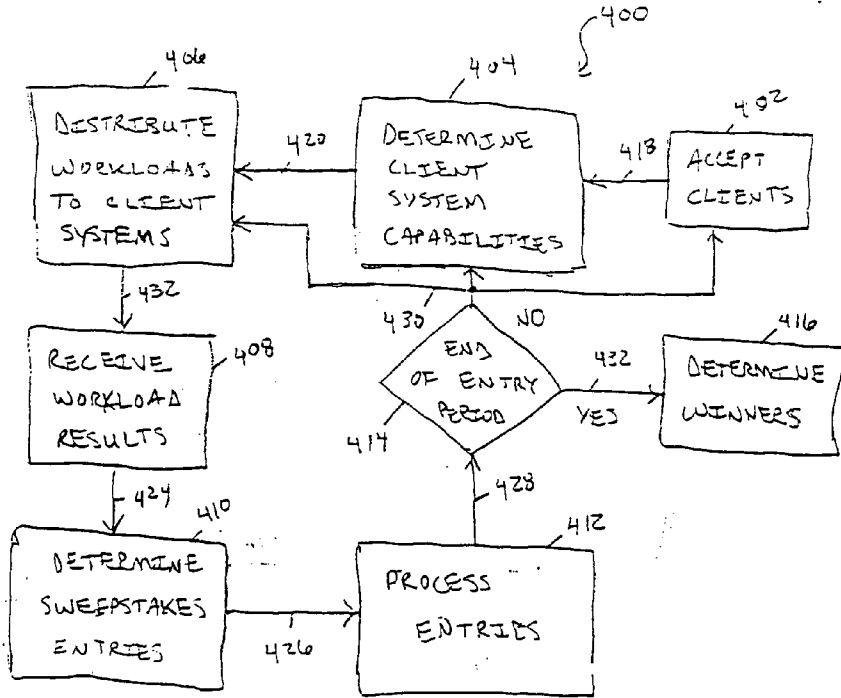 400
406
DISTRIBUTE
WORKLOADS
TO CLIENT
SYSTEMS
420
404
DETERMINE
CLIENT
SYSTEM
CAPABILITIES
418
402
ACCEPT
CLIENTS
432
408
RECEIVE
WORKLOAD
RESULTS
430
NO
END
OF ENTRY
PERIOD
414
432
YES
416
DETERMINE
WINNERS
424
410
DETERMINE
SWEEPSTAKES
ENTRIES
426
428
412
PROCESS
ENTRIES